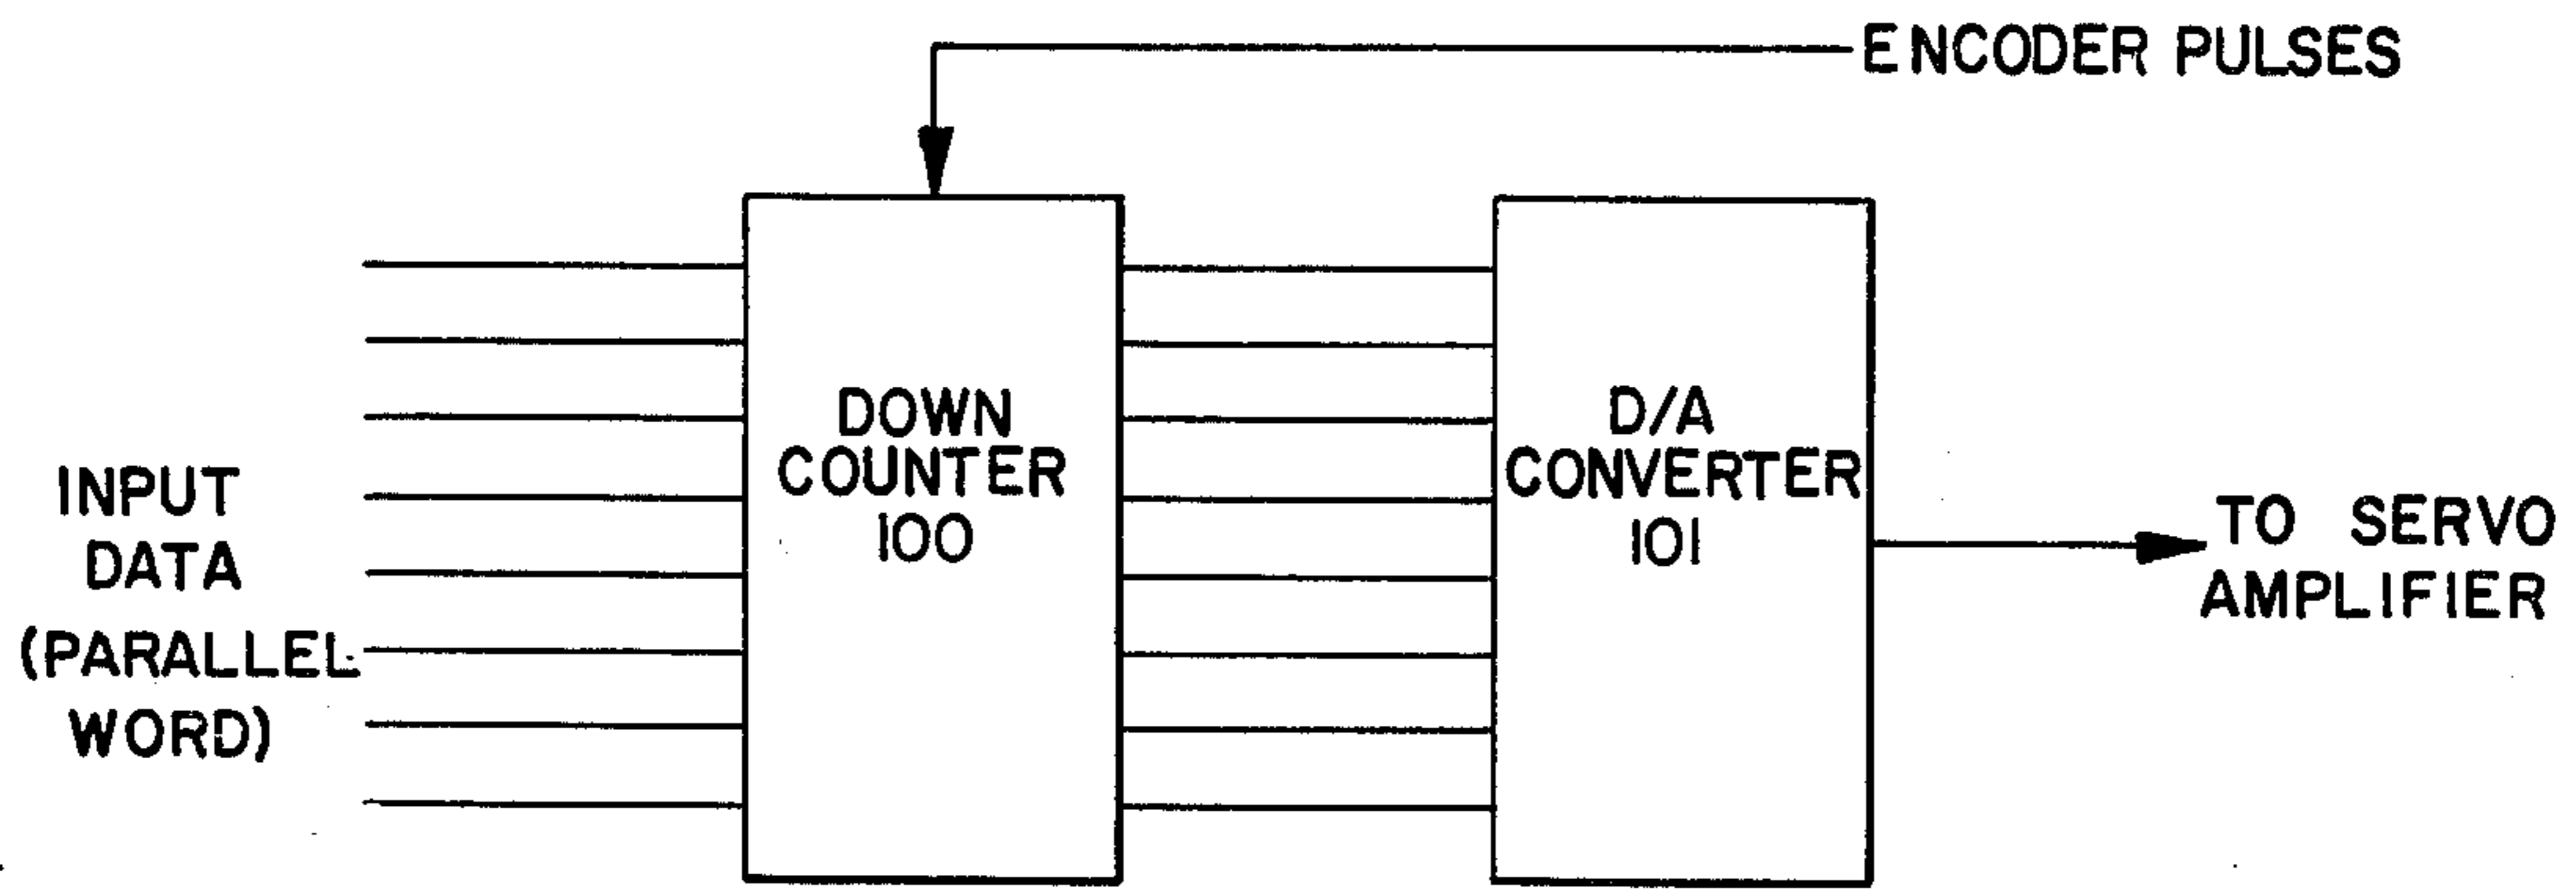 ENCODER PULSES
INPUT
DATA
(PARALLEL
WORD)
DOWN
COUNTER
100
D/A
CONVERTER
101
TO SERVO
AMPLIFIER